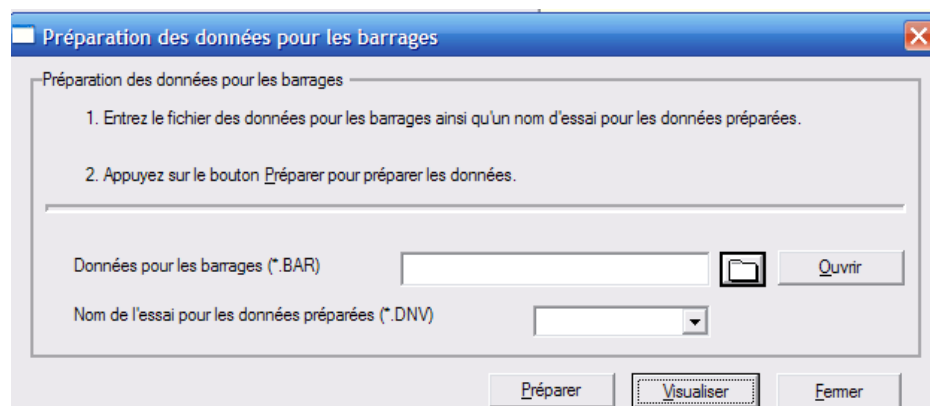 Préparation des données pour les barrages
Préparation des données pour les barrages
1. Entrez le fichier des données pour les barrages ainsi qu'un nom d'essai pour les données préparées.
2. Appuyez sur le bouton Préparer pour préparer les données.
Données pour les barrages (*.BAR)
Ouvrir
Nom de l'essai pour les données préparées (*.DNV)
Préparer Visualiser Fermer